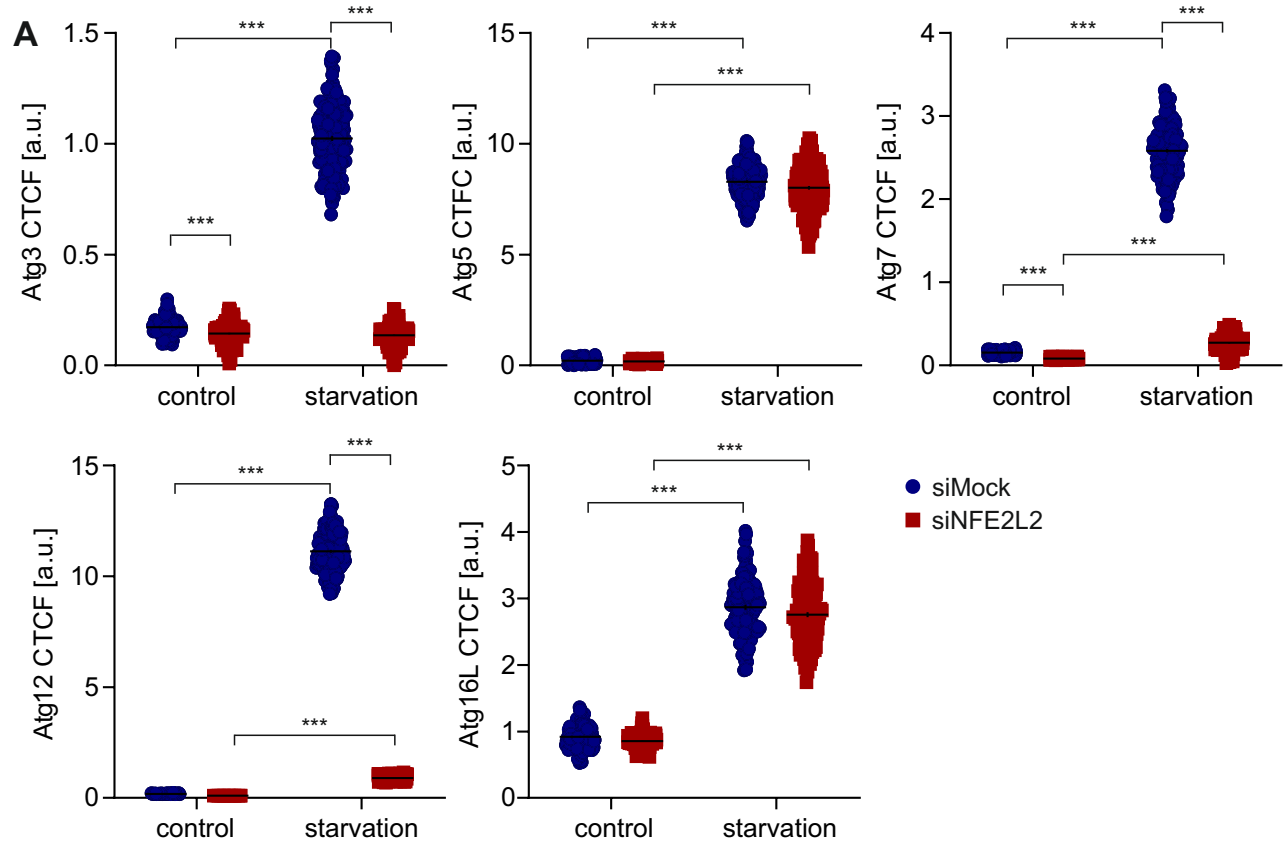 A
Atg3 CTCF [a.u.]
1.5
1.0
0.5
0.0
***
***
***
control
starvation
Atg5 CTFC [a.u.]
15
10
5
0
***
***
control
starvation
Atg7 CTCF [a.u.]
4
3
2
1
0
***
***
***
***
control
starvation
Atg12 CTCF [a.u.]
15
10
5
0
***
***
***
control
starvation
Atg16L CTCF [a.u.]
5
4
3
2
1
0
***
***
control
starvation
siMock
siNFE2L2